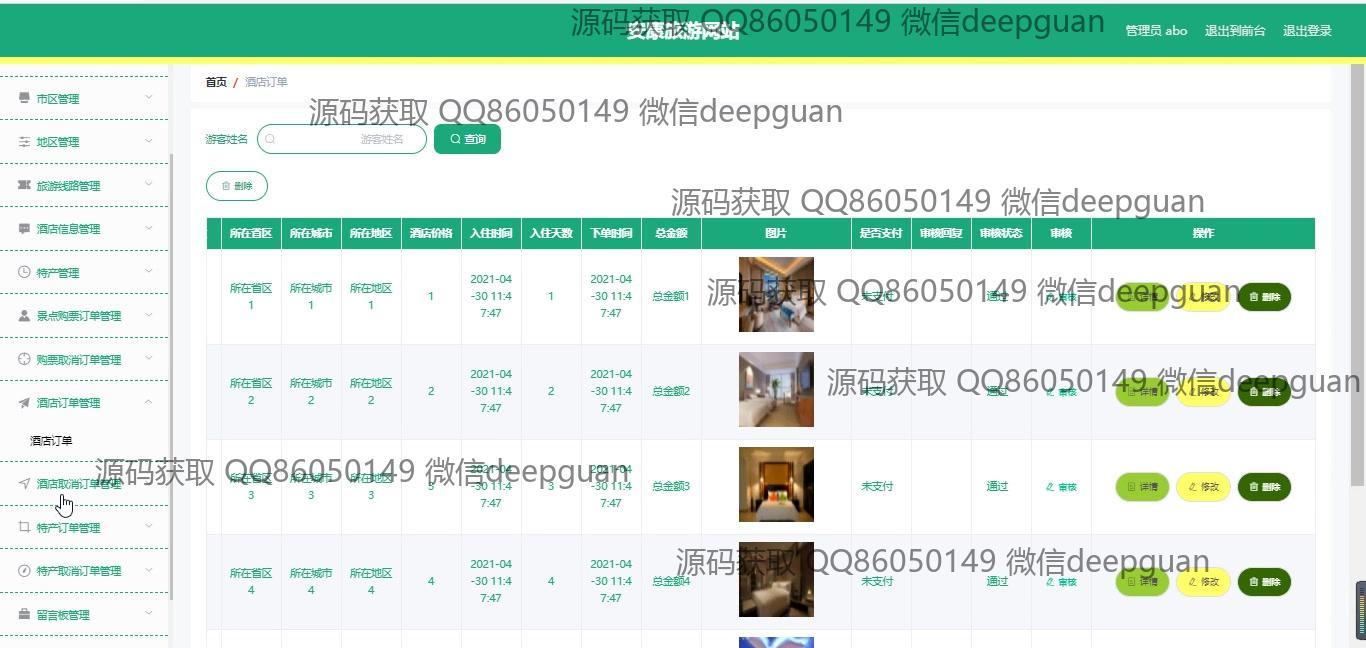 安康旅游网站
源码获取 QQ86050149 微信deepguan
管理员 abo 退出到前台 退出登录
首页 / 酒店订单
源码获取 QQ86050149 微信deepguan
市区管理
地区管理
旅游线路管理
酒店信息管理
特产管理
景点购票订单管理
购票取消订单管理
酒店订单管理
酒店订单
酒店取消订单管理
特产订单管理
特产取消订单管理
留言板管理
游客姓名 游客姓名 查询
删除
源码获取 QQ86050149 微信deepguan
所在省区 所在城市 所在地区 酒店价格 入住时间 入住天数 下单时间 总金额 图片 是否支付 审核回复 审核状态 审核 操作
所在省区1 所在城市1 所在地区1 1 2021-04-30 11:47:47 1 2021-04-30 11:47:47 总金额1 未支付 通过 审核 详情 修改 删除
源码获取 QQ86050149 微信deepguan
所在省区2 所在城市2 所在地区2 2 2021-04-30 11:47:47 2 2021-04-30 11:47:47 总金额2 未支付 通过 审核 详情 修改 删除
源码获取 QQ86050149 微信deepguan
所在省区3 所在城市3 所在地区3 3 2021-04-30 11:47:47 3 2021-04-30 11:47:47 总金额3 未支付 通过 审核 详情 修改 删除
源码获取 QQ86050149 微信deepguan
所在省区4 所在城市4 所在地区4 4 2021-04-30 11:47:47 4 2021-04-30 11:47:47 总金额4 未支付 通过 审核 详情 修改 删除
源码获取 QQ86050149 微信deepguan